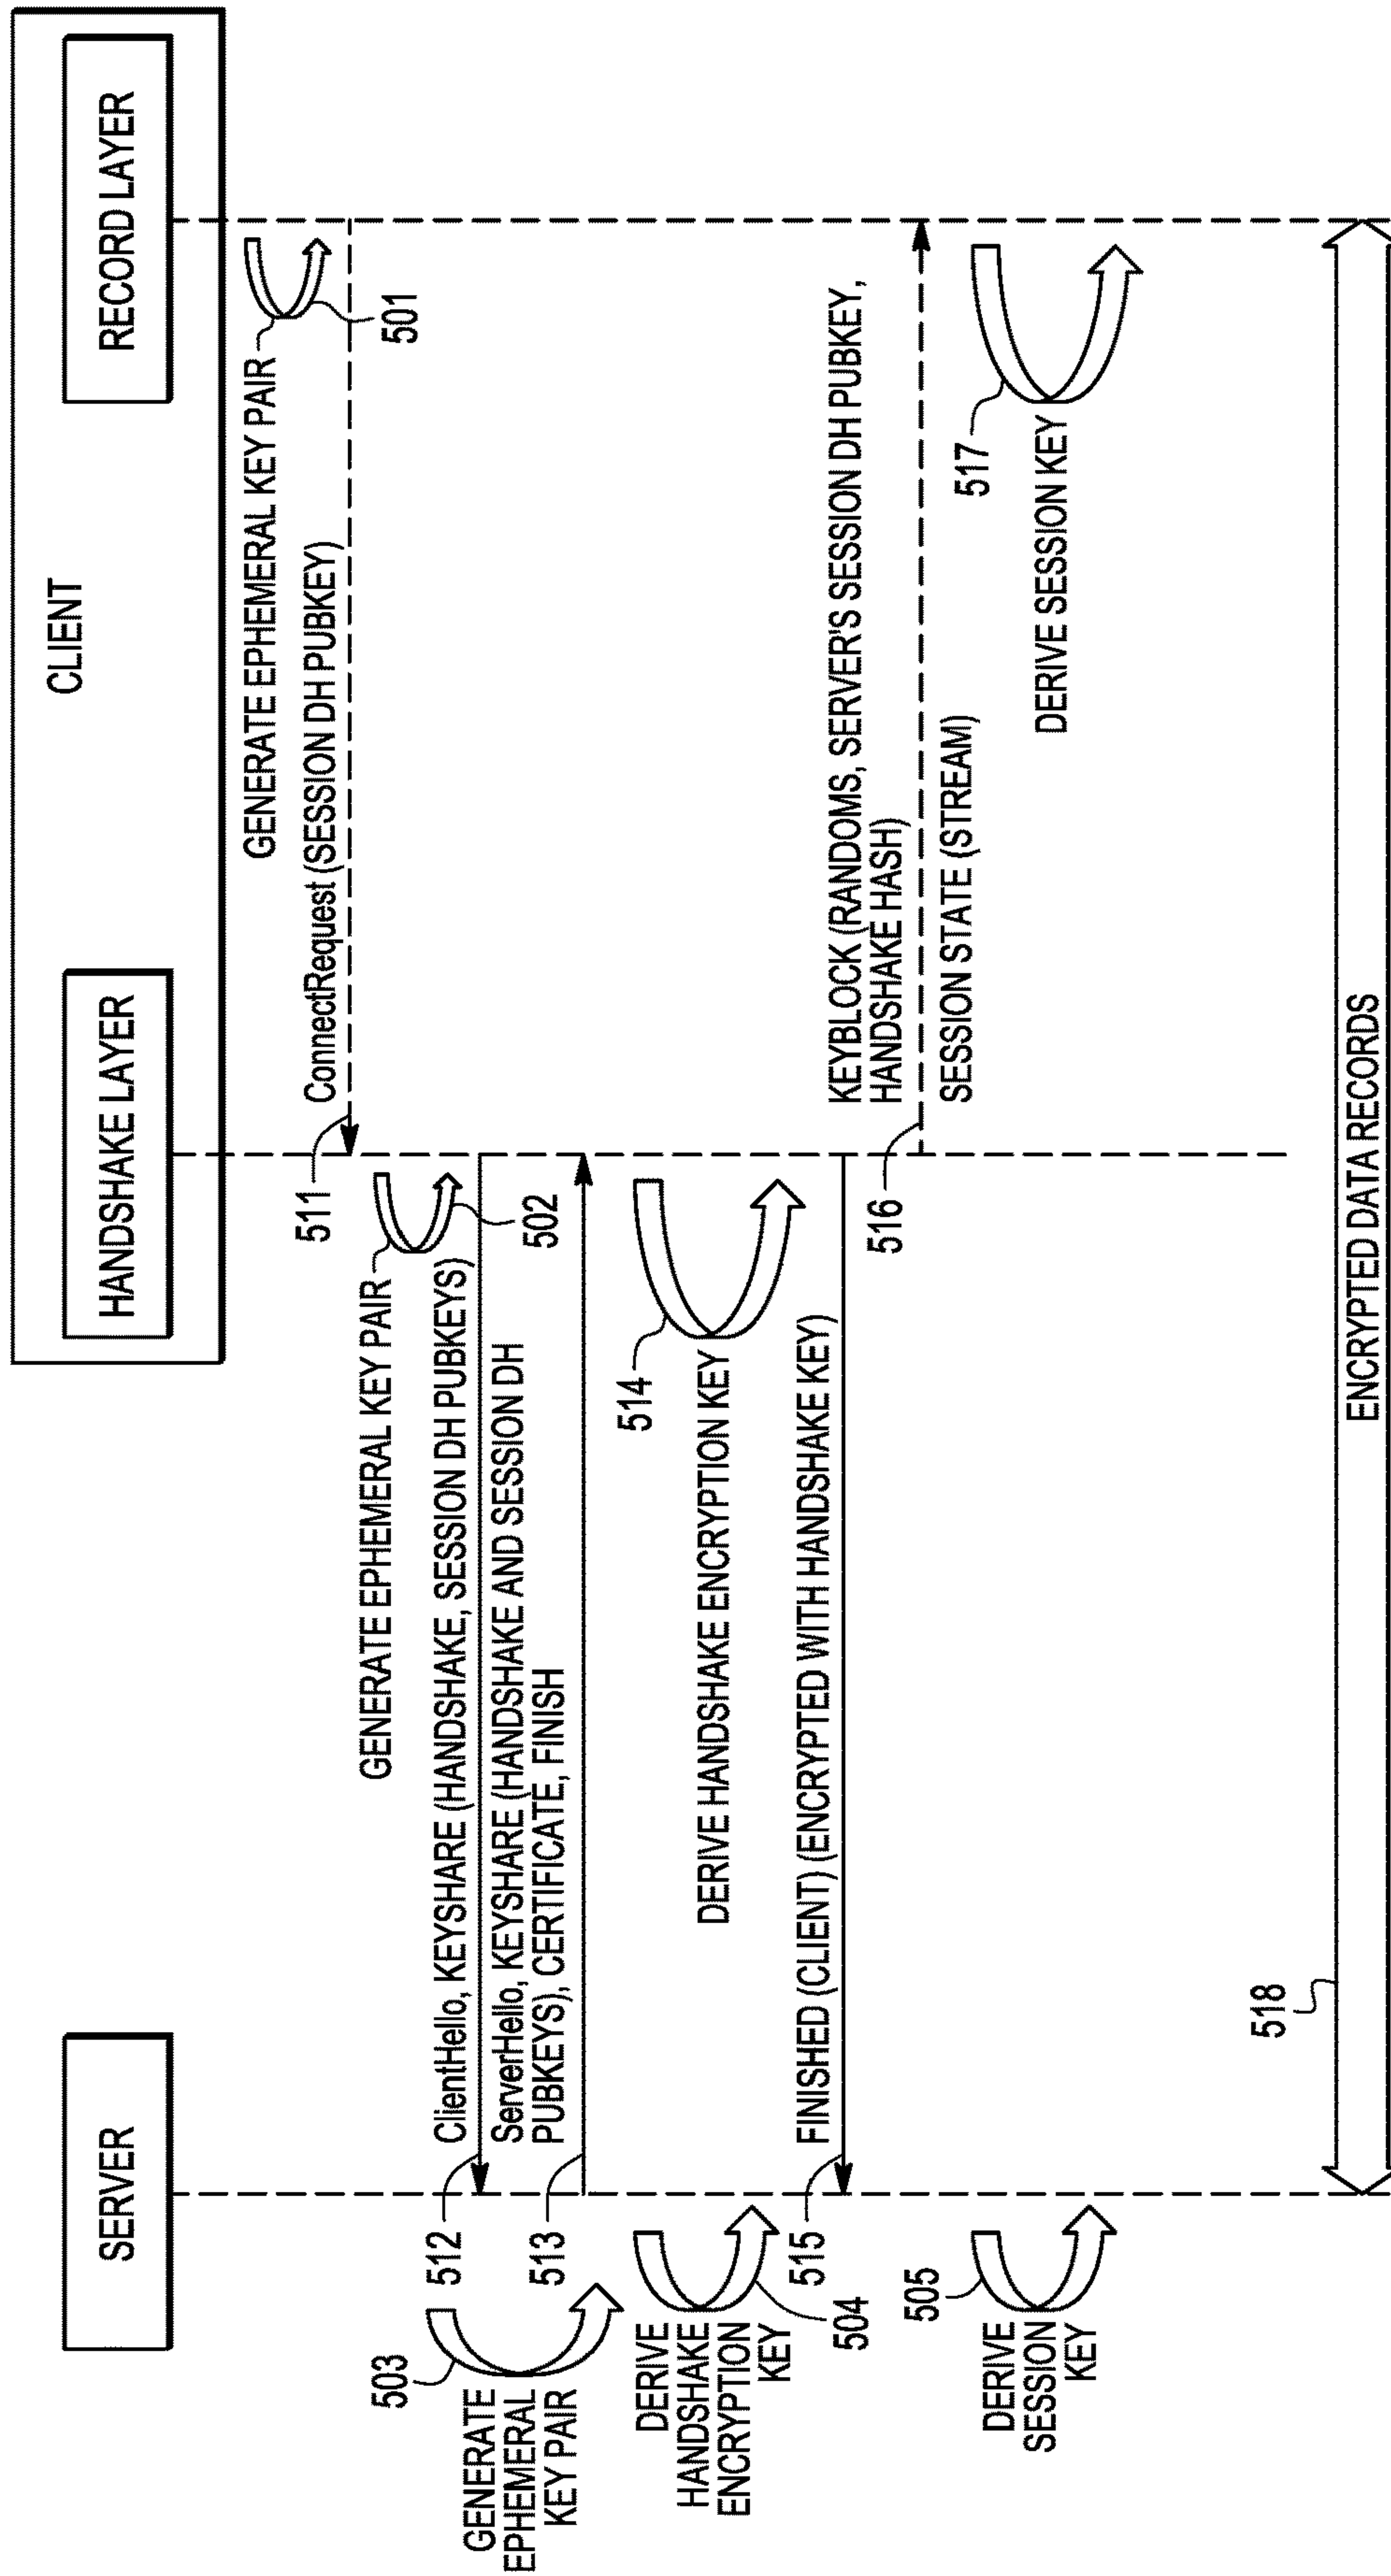 CLIENT
SERVER
HANDSHAKE LAYER
RECORD LAYER
GENERATE EPHEMERAL KEY PAIR
501
ConnectRequest (SESSION DH PUBKEY)
511
GENERATE EPHEMERAL KEY PAIR
502
ClientHello, KEYSHARE (HANDSHAKE, SESSION DH PUBKEYS)
512
503
GENERATE
EPHEMERAL
KEY PAIR
ServerHello, KEYSHARE (HANDSHAKE AND SESSION DH
PUBKEYS), CERTIFICATE, FINISH
513
514
DERIVE HANDSHAKE ENCRYPTION KEY
DERIVE
HANDSHAKE
ENCRYPTION
KEY
504
FINISHED (CLIENT) (ENCRYPTED WITH HANDSHAKE KEY)
515
KEYBLOCK (RANDOMS, SERVER'S SESSION DH PUBKEY,
HANDSHAKE HASH)
516
SESSION STATE (STREAM)
505
DERIVE
SESSION
KEY
517
DERIVE SESSION KEY
518
ENCRYPTED DATA RECORDS